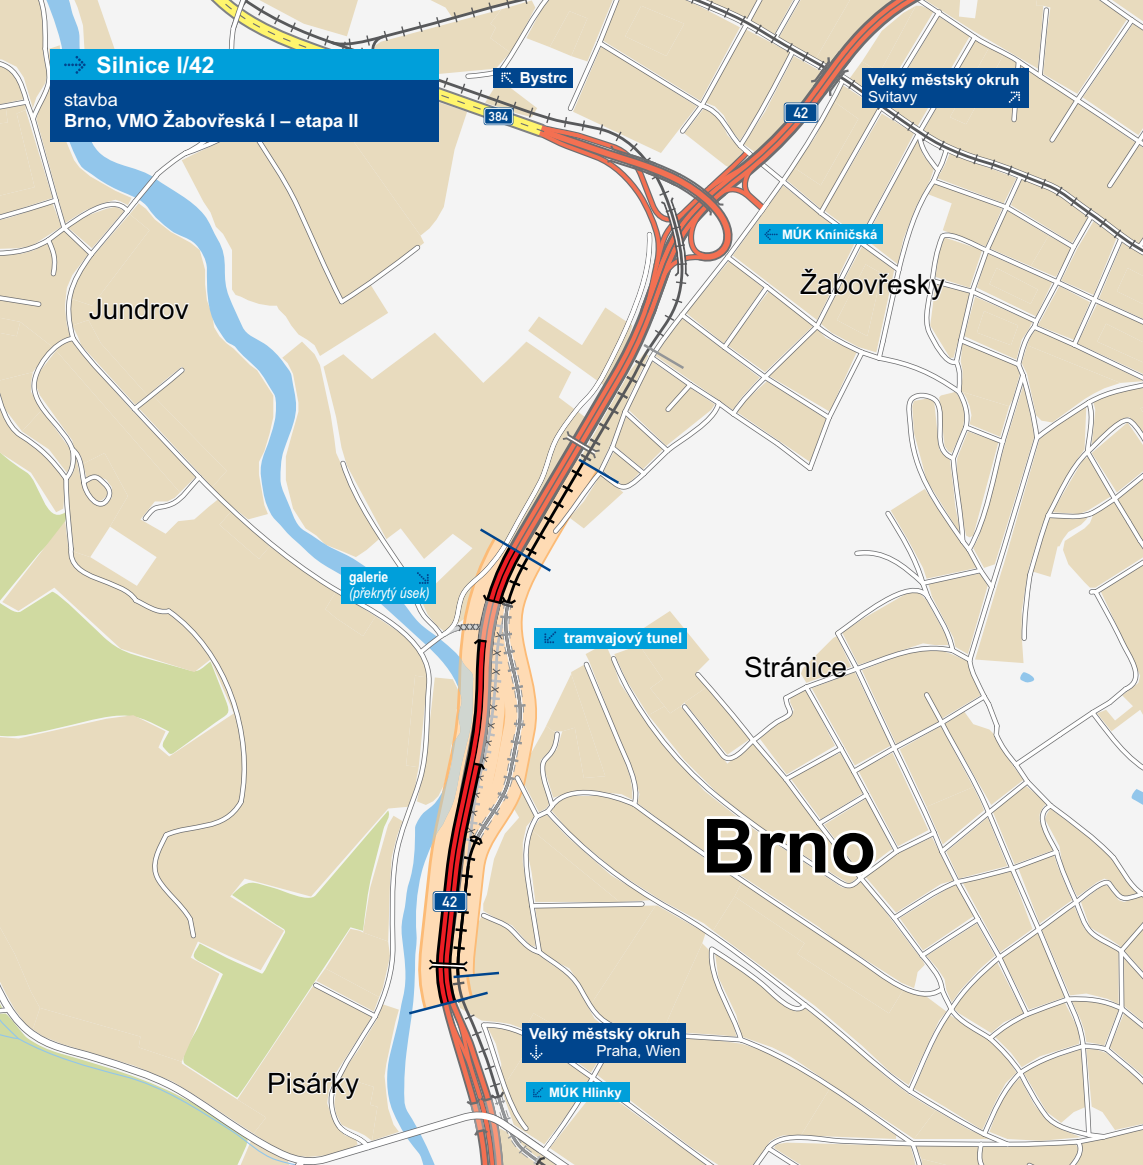 Silnice I/42
stavba
Brno, VMO Žabovřeská I – etapa II
Bystrc
384
Velký městský okruh
Svitavy
42
MÚK Kníničská
Žabovřesky
Jundrov
galerie
(překrytý úsek)
tramvajový tunel
Stránice
Brno
42
Velký městský okruh
Praha, Wien
Pisárky
MÚK Hlinky